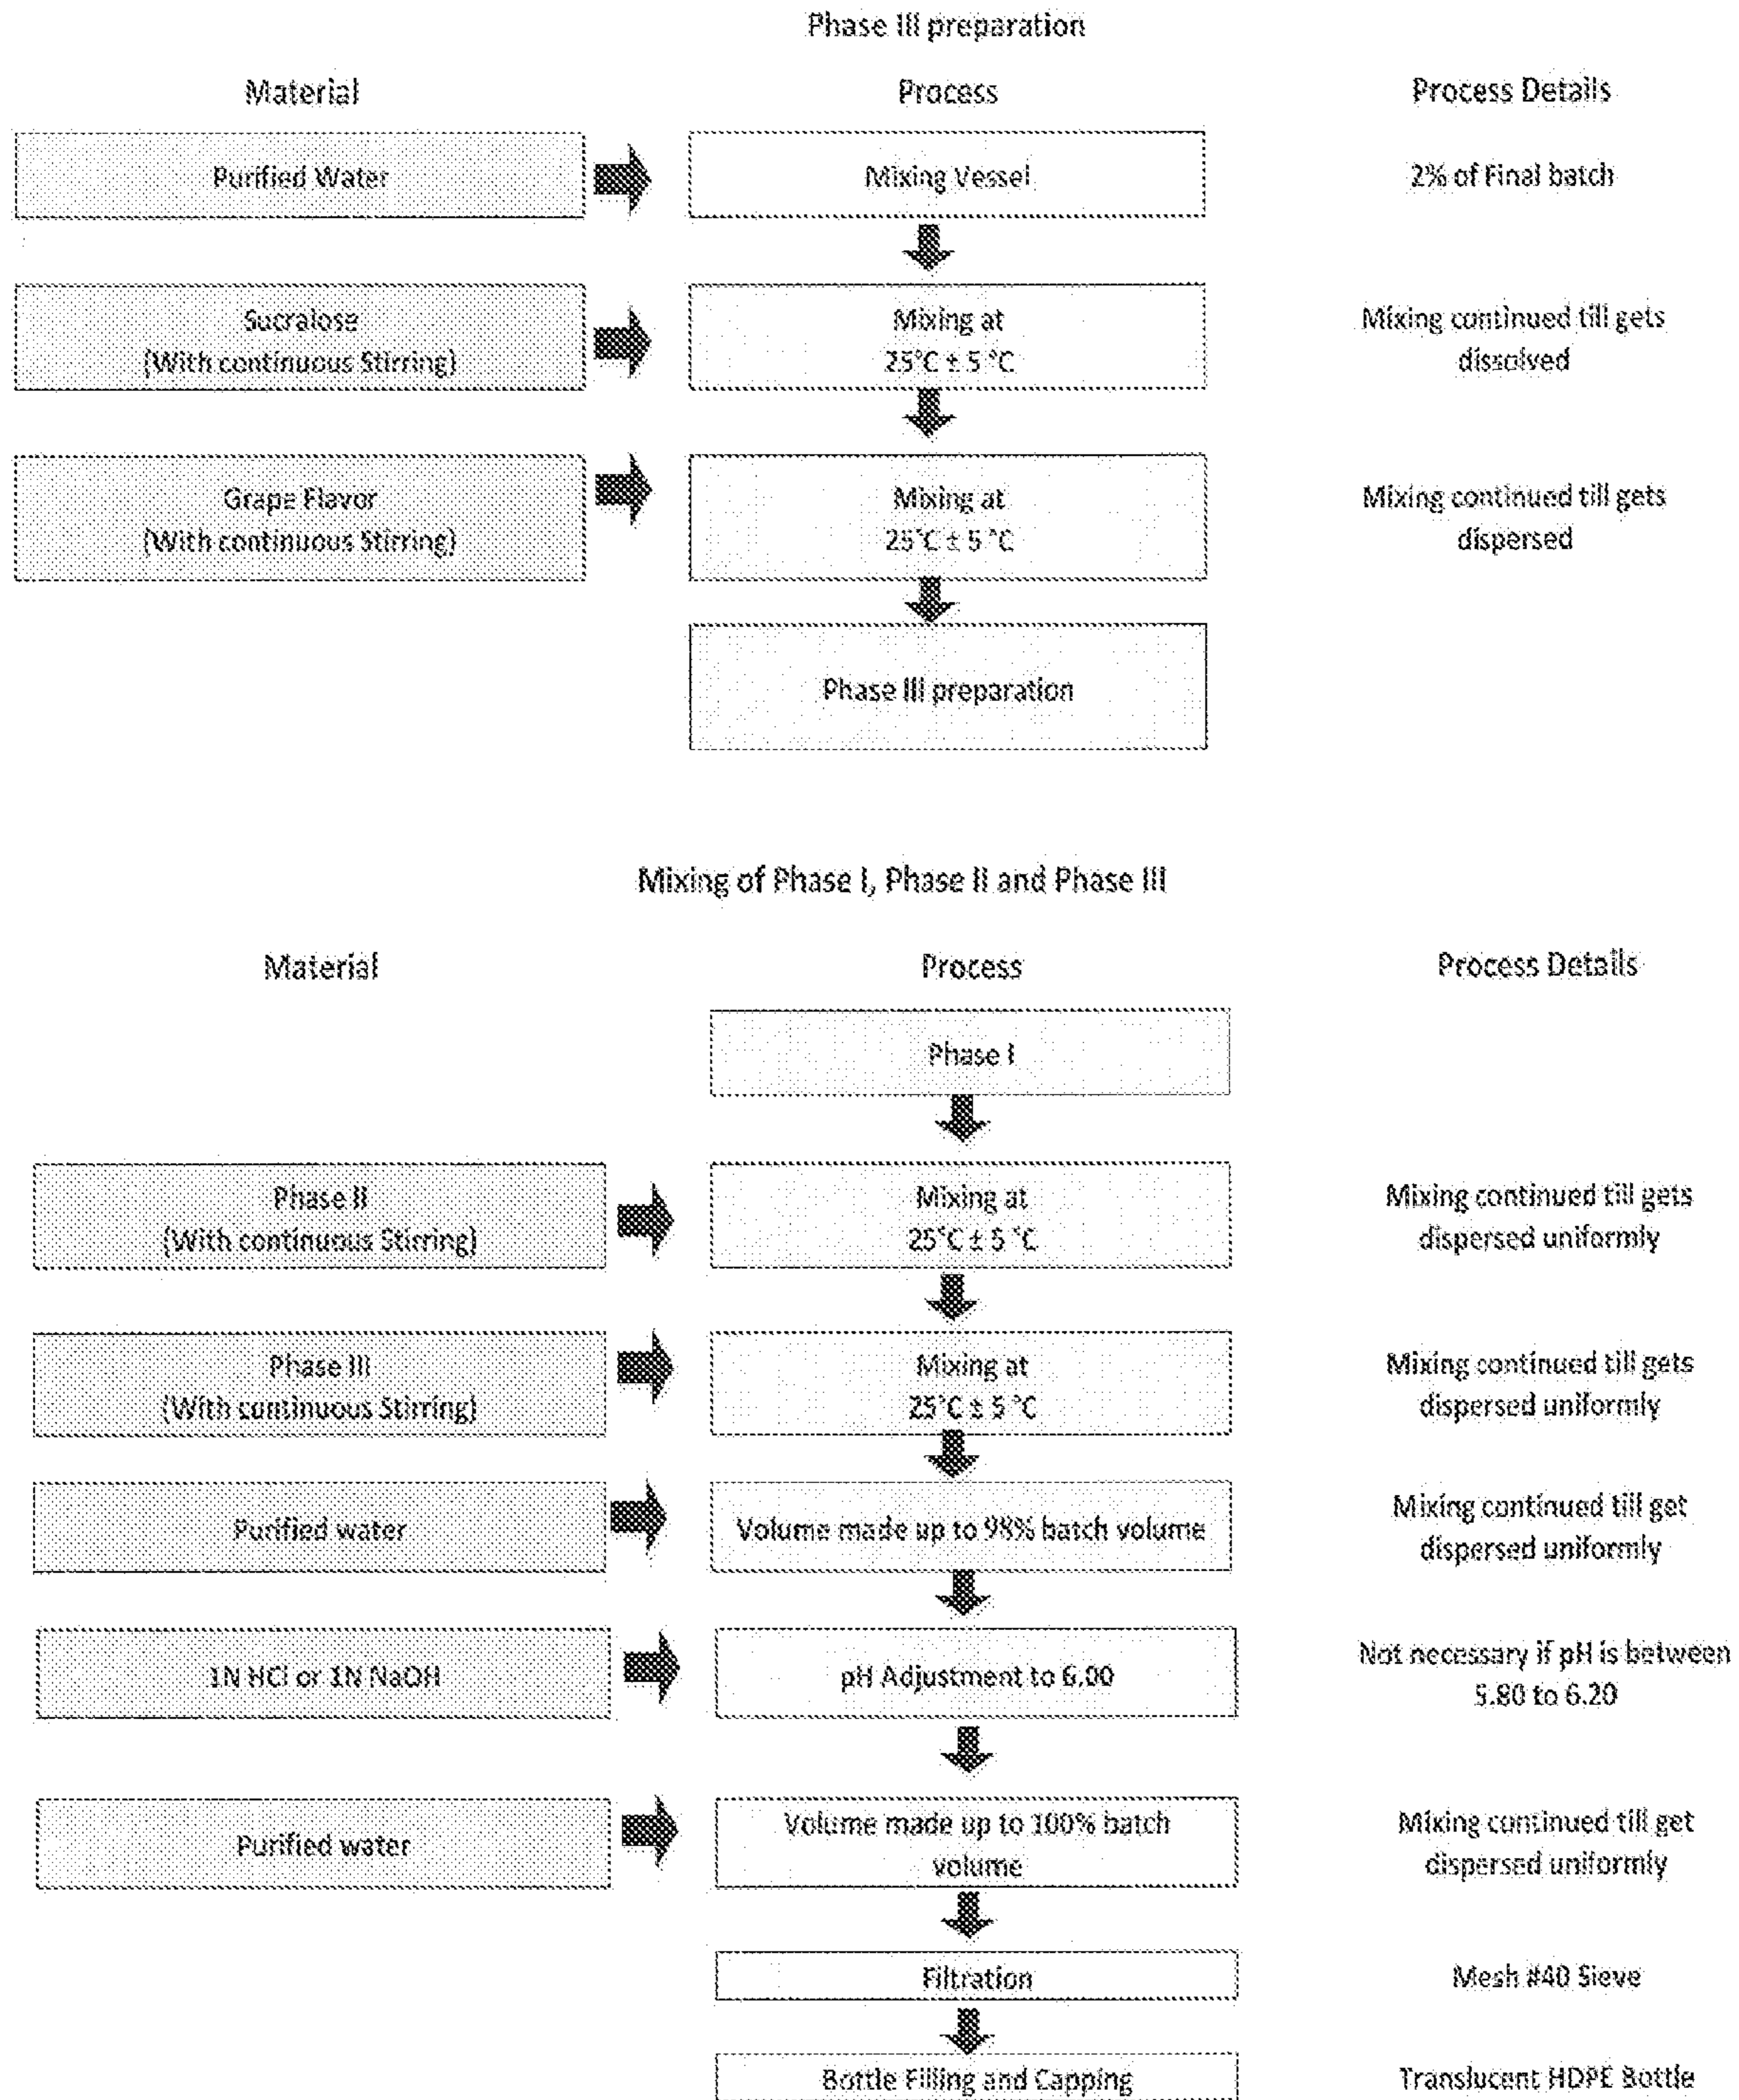 Phase III preparation
Material Process Process Details
Purified Water Mixing Vessel 2% of Final batch
Sucralose Mixing at Mixing continued till gets
(With continuous Stirring) 25°C ± 5 °C dissolved
Grape Flavor Mixing at Mixing continued till gets
(With continuous Stirring) 25°C ± 5 °C dispersed
Phase III preparation
Mixing of Phase I, Phase II and Phase III
Material Process Process Details
Phase I
Phase II Mixing at Mixing continued till gets
(With continuous Stirring) 25°C ± 5 °C dispersed uniformly
Phase III Mixing at Mixing continued till gets
(With continuous Stirring) 25°C ± 5 °C dispersed uniformly
Purified water Volume made up to 98% batch volume Mixing continued till get
dispersed uniformly
1N HCl or 1N NaOH pH Adjustment to 6.00 Not necessary if pH is between
5.80 to 6.20
Purified water Volume made up to 100% batch Mixing continued till get
volume dispersed uniformly
Filtration Mesh #40 Sieve
Bottle Filling and Capping Translucent HDPE Bottle